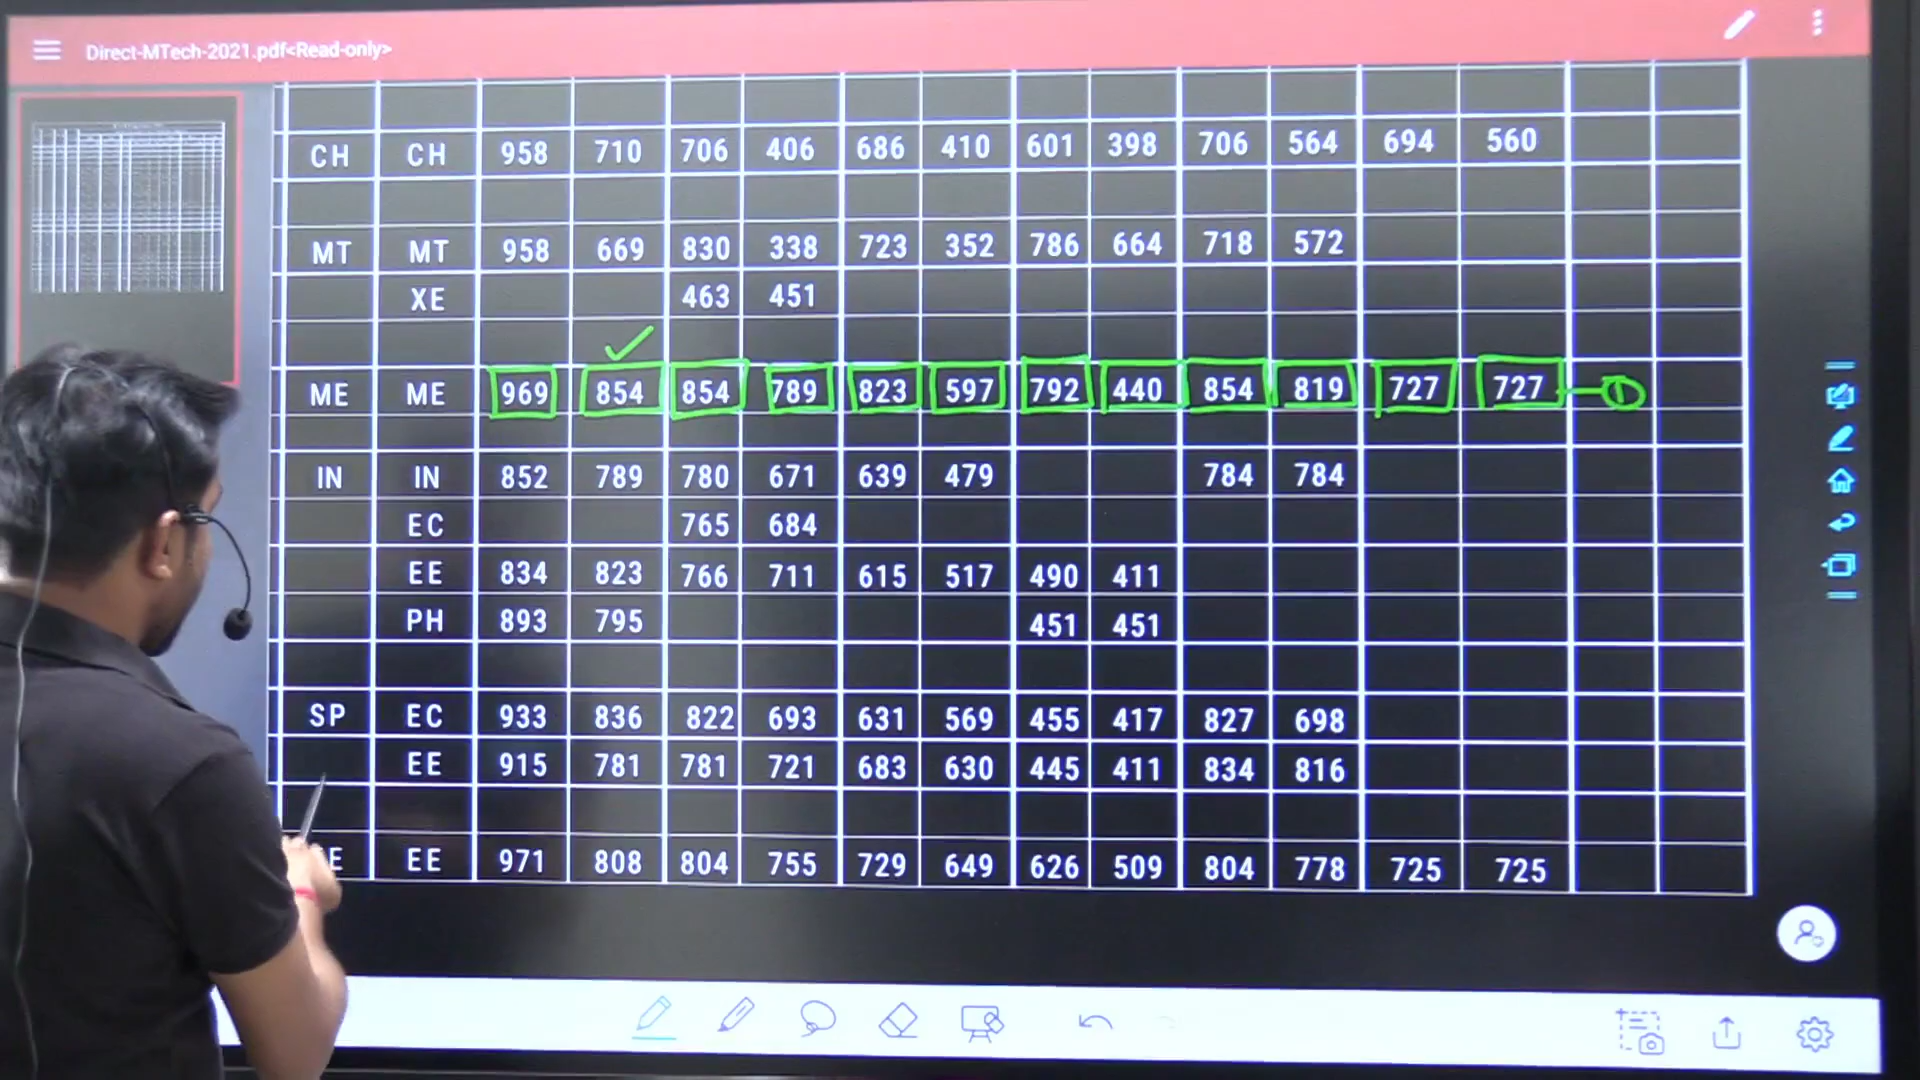 Direct-MTech-2021.pdf<Read-only>
CH CH 958 710 706 406 686 410 601 398 706 564 694 560
MT MT 958 669 830 338 723 352 786 664 718 572
XE 463 451
ME ME 969 854 854 789 823 597 792 440 854 819 727 727 1
IN IN 852 789 780 671 639 479 784 784
EC 765 684
EE 834 823 766 711 615 517 490 411
PH 893 795 451 451
SP EC 933 836 822 693 631 569 455 417 827 698
EE 915 781 781 721 683 630 445 411 834 816
EE 971 808 804 755 729 649 626 509 804 778 725 725